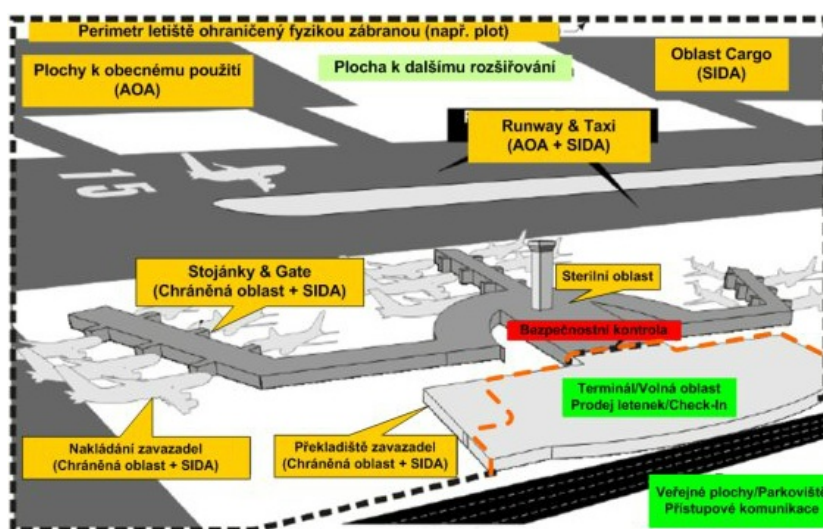 Perimetr letiště ohraničený fyzikou zábranou (např. plot)
Plochy k obecnému použití
(AOA)
Plocha k dalšímu rozšiřování
Oblast Cargo
(SIDA)
Runway & Taxi
(AOA + SIDA)
15
Stojánky & Gate
(Chráněná oblast + SIDA)
Sterilní oblast
Bezpečnostní kontrola
Terminál/Volná oblast
Prodej letenek/Check-In
Nakládání zavazadel
(Chráněná oblast + SIDA)
Překladiště zavazadel
(Chráněná oblast + SIDA)
Veřejné plochy/Parkoviště
Přístupové komunikace